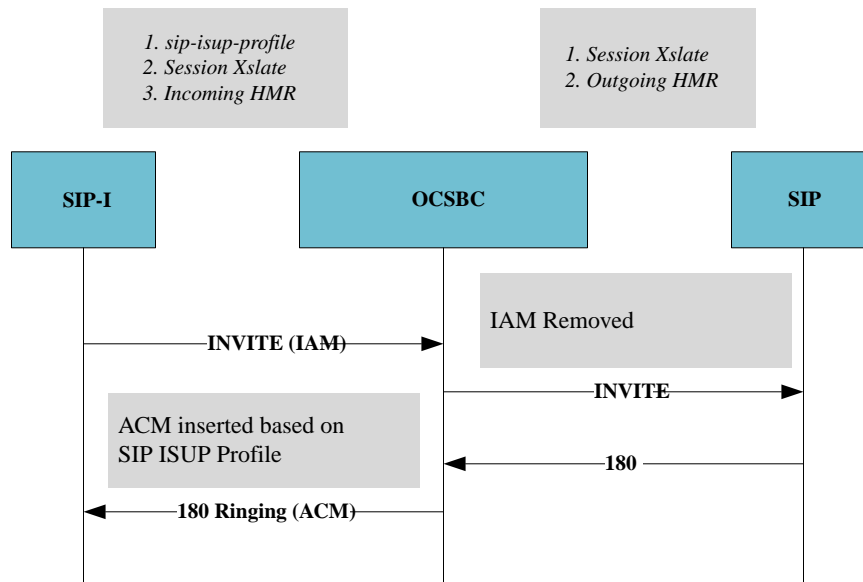 1. sip-isup-profile
2. Session Xslate
3. Incoming HMR
1. Session Xslate
2. Outgoing HMR
SIP-I
OCSBC
SIP
IAM Removed
INVITE (IAM)
INVITE
ACM inserted based on
SIP ISUP Profile
180
180 Ringing (ACM)